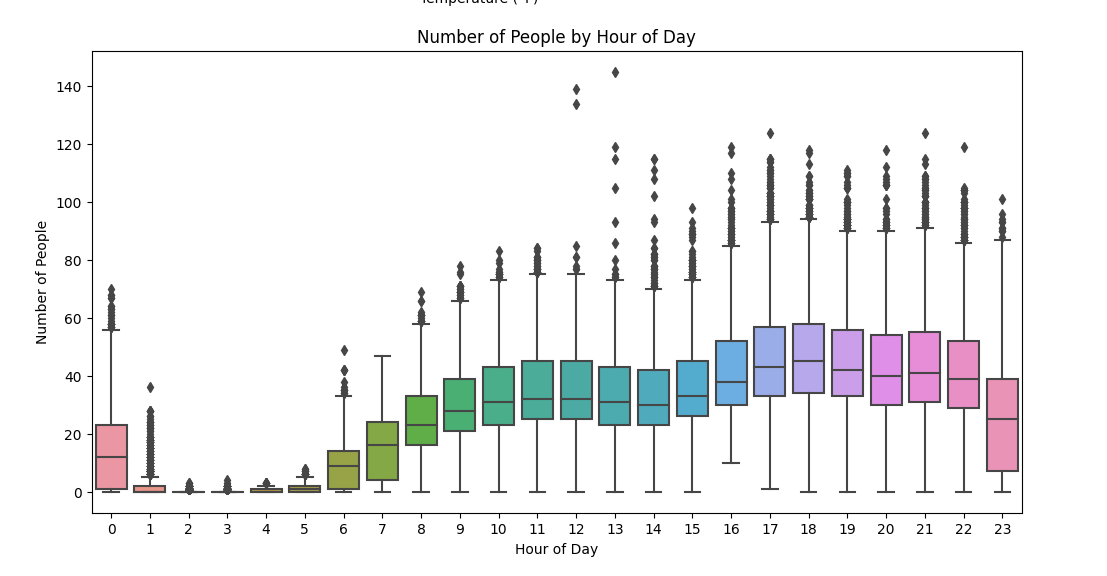 Temperature (°F)
Number of People by Hour of Day
140
120
100
80
60
40
20
0
Number of People
0 1 2 3 4 5 6 7 8 9 10 11 12 13 14 15 16 17 18 19 20 21 22 23
Hour of Day